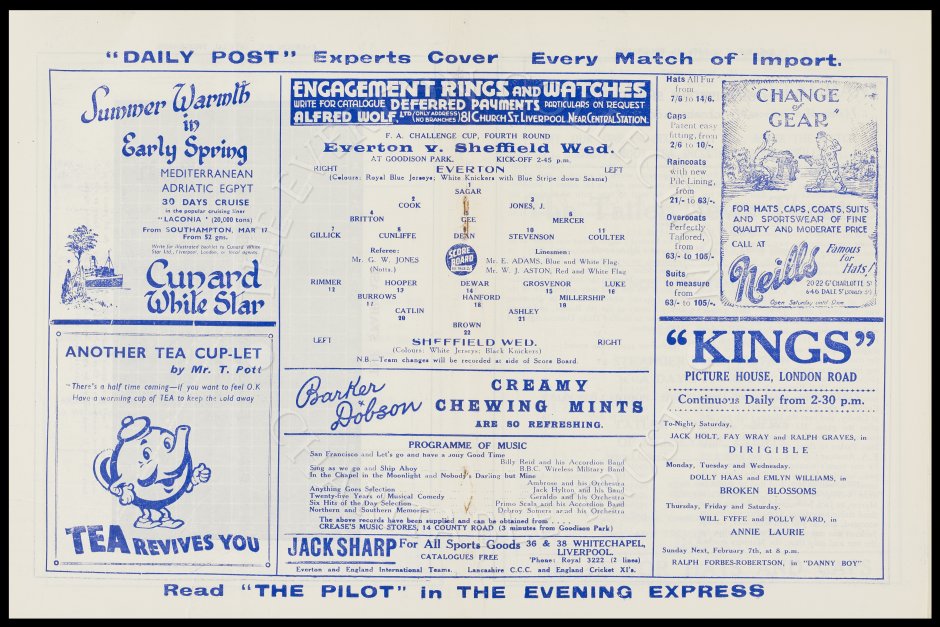 "DAILY POST" Experts Cover Every Match of Import.
Summer Warmth
in
Early Spring
MEDITERRANEAN
ADRIATIC EGPYT
30 DAYS CRUISE
in the popular cruising liner
"LACONIA" (20,000 tons)
From SOUTHAMPTON, MAR 17
From 52 gns.
Write for illustrated booklet to Cunard White
Star Ltd., Liverpool, London, or local agents
Cunard
White Star
ANOTHER TEA CUP-LET
by Mr. T. Pott
"There's a half time coming—if you want to feel O.K
Have a warming cup of TEA to keep the cold away
TEA REVIVES YOU
ENGAGEMENT RINGS AND WATCHES
WRITE FOR CATALOGUE DEFERRED PAYMENTS PARTICULARS ON REQUEST
ALFRED WOLF, LTD (ONLY ADDRESS NO BRANCHES) 81 CHURCH ST. LIVERPOOL. NEAR CENTRAL STATION.
F. A. CHALLENGE CUP, FOURTH ROUND
Everton v. Sheffield Wed.
AT GOODISON PARK. KICK-OFF 2-45 p.m.
RIGHT EVERTON LEFT
(Colours: Royal Blue Jerseys; White Knickers with Blue Stripe down Seams)
1
SAGAR
2 3
COOK JONES, J.
4 5 6
BRITTON GEE MERCER
7 8 9 10 11
GILLICK CUNLIFFE DEAN STEVENSON COULTER
Referee: Linesmen:
Mr. G. W. JONES Mr. E. ADAMS, Blue and White Flag.
(Notts.) Mr. W. J. ASTON, Red and White Flag
SCORE
BOARD
RIMMER HOOPER DEWAR GROSVENOR LUKE
12 13 14 15 16
BURROWS HANFORD MILLERSHIP
17 18 19
CATLIN ASHLEY
20 21
BROWN
22
LEFT SHEFFIELD WED. RIGHT
(Colours: White Jerseys; Black Knickers)
N.B.—Team changes will be recorded at side of Score Board.
Barker & Dobson
CREAMY
CHEWING MINTS
ARE SO REFRESHING.
PROGRAMME OF MUSIC
San Francisco and Let's go and have a Jolly Good Time
Billy Reid and his Accordion Band
Sing as we go and Ship Ahoy B.B.C. Wireless Military Band
In the Chapel in the Moonlight and Nobody's Darling but Mine
Ambrose and his Orchestra
Anything Goes Selection Jack Hylton and his Band
Twenty-five Years of Musical Comedy Geraldo and his Orchestra
Six Hits of the Day Selection Primo Scala and his Accordion Band
Northern and Southern Memories Debroy Somers and his Orchestra
The above records have been supplied and can be obtained from . . . .
CREASE'S MUSIC STORES, 14 COUNTY ROAD (3 minutes from Goodison Park)
JACK SHARP For All Sports Goods 36 & 38 WHITECHAPEL, LIVERPOOL.
CATALOGUES FREE Phone: Royal 3222 (2 lines)
Everton and England International Teams. Lancashire C.C.C. and England Cricket XI's.
Hats All Fur
from
7/6 to 14/6.
Caps
Patent easy
fitting, from
2/6 to 10/-.
Raincoats
with new
Pile Lining,
from
21/- to 63/-.
Overcoats
Perfectly
Tailored,
from
63/- to 105/-.
Suits
to measure
from
63/- to 105/-.
"CHANGE
of
GEAR"
FOR HATS, CAPS, COATS, SUITS
AND SPORTSWEAR OF FINE
QUALITY AND MODERATE PRICE
CALL AT
Neills
Famous
for
Hats!
20 22 GT CHARLOTTE ST
Open Saturday until 9 p.m.
"KINGS"
PICTURE HOUSE, LONDON ROAD
Continuous Daily from 2-30 p.m.
To-Night, Saturday.
JACK HOLT, FAY WRAY and RALPH GRAVES, in
DIRIGIBLE
Monday, Tuesday and Wednesday.
DOLLY HAAS and EMLYN WILLIAMS, in
BROKEN BLOSSOMS
Thursday, Friday and Saturday.
WILL FYFFE and POLLY WARD, in
ANNIE LAURIE
Sunday Next, February 7th, at 8 p.m.
RALPH FORBES-ROBERTSON, in "DANNY BOY"
Read "THE PILOT" in THE EVENING EXPRESS